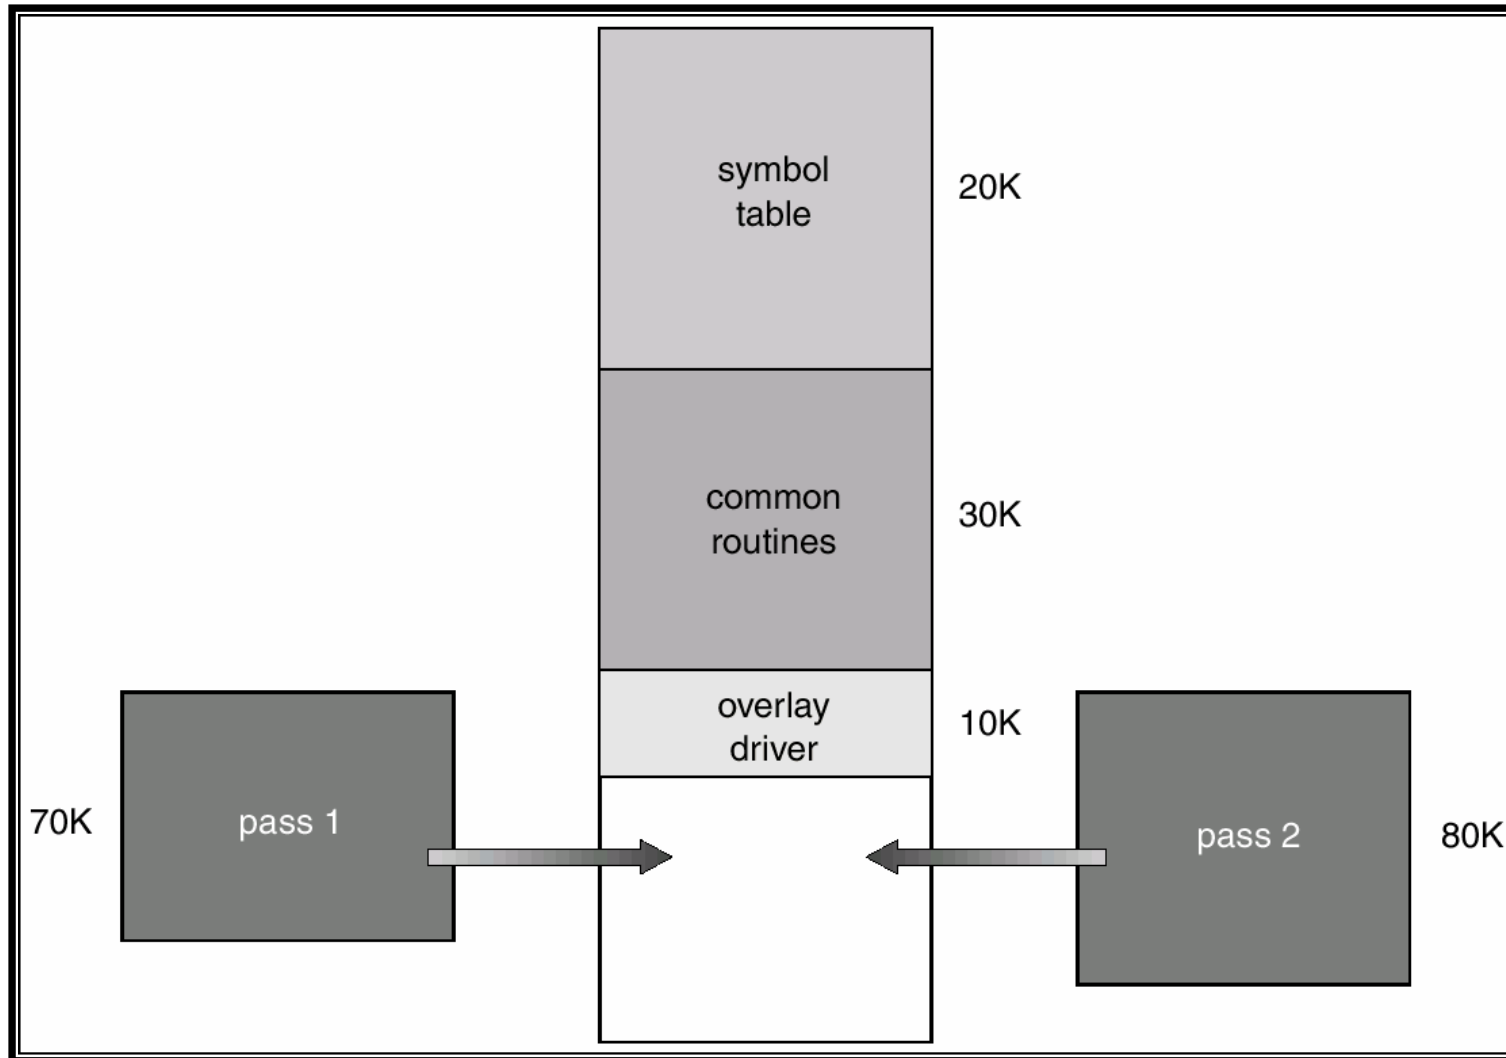 symbol
table
20K
common
routines
30K
overlay
driver
10K
70K
pass 1
pass 2
80K